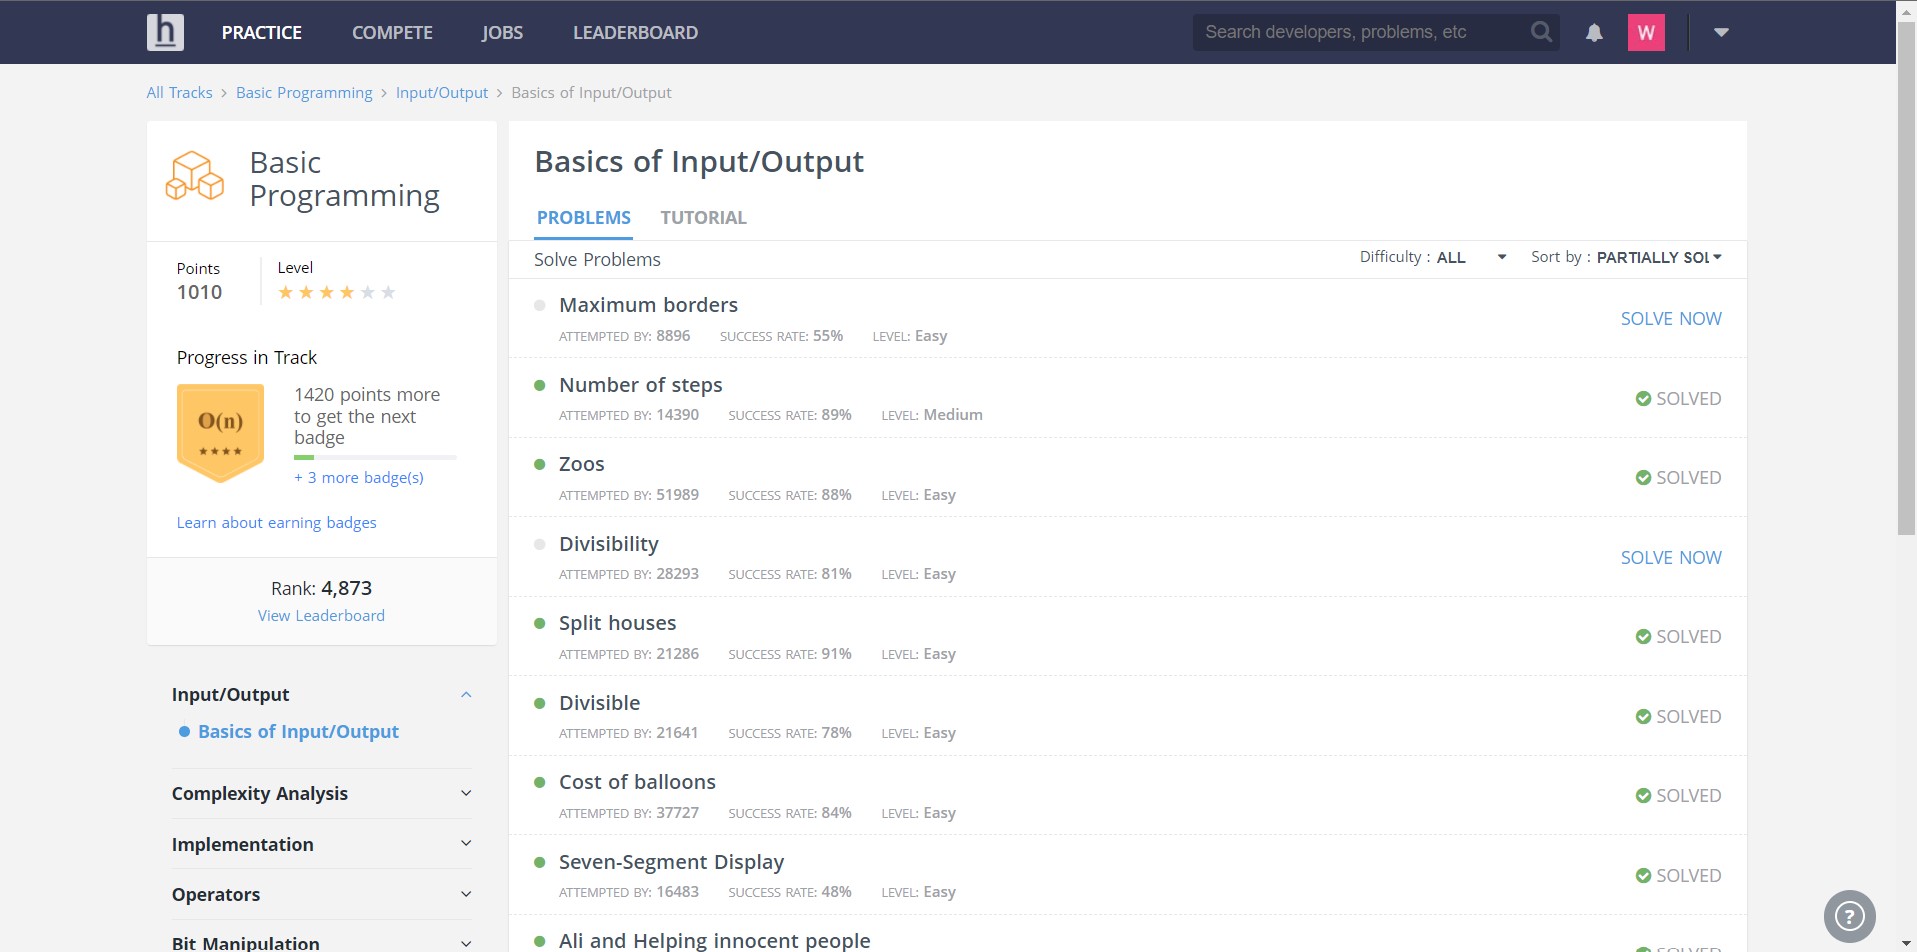 h PRACTICE COMPETE JOBS LEADERBOARD Search developers, problems, etc W
All Tracks > Basic Programming > Input/Output > Basics of Input/Output
Basic
Programming
Points
1010
Level
Progress in Track
O(n)
1420 points more
to get the next
badge
+ 3 more badge(s)
Learn about earning badges
Rank: 4,873
View Leaderboard
Input/Output
Basics of Input/Output
Complexity Analysis
Implementation
Operators
Bit Manipulation
Basics of Input/Output
PROBLEMS TUTORIAL
Solve Problems Difficulty : ALL Sort by : PARTIALLY SOL
Maximum borders
ATTEMPTED BY: 8896 SUCCESS RATE: 55% LEVEL: Easy
SOLVE NOW
Number of steps
ATTEMPTED BY: 14390 SUCCESS RATE: 89% LEVEL: Medium
SOLVED
Zoos
ATTEMPTED BY: 51989 SUCCESS RATE: 88% LEVEL: Easy
SOLVED
Divisibility
ATTEMPTED BY: 28293 SUCCESS RATE: 81% LEVEL: Easy
SOLVE NOW
Split houses
ATTEMPTED BY: 21286 SUCCESS RATE: 91% LEVEL: Easy
SOLVED
Divisible
ATTEMPTED BY: 21641 SUCCESS RATE: 78% LEVEL: Easy
SOLVED
Cost of balloons
ATTEMPTED BY: 37727 SUCCESS RATE: 84% LEVEL: Easy
SOLVED
Seven-Segment Display
ATTEMPTED BY: 16483 SUCCESS RATE: 48% LEVEL: Easy
SOLVED
Ali and Helping innocent people
SOLVED
?